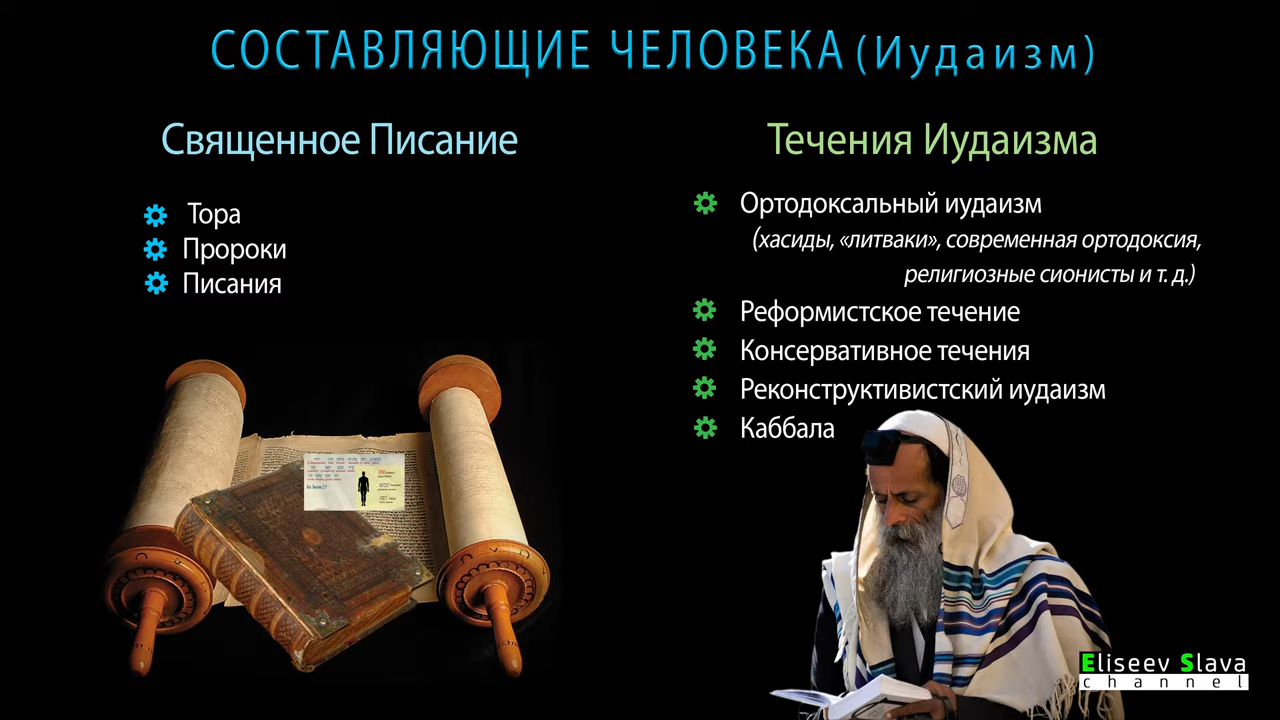 СОСТАВЛЯЮЩИЕ ЧЕЛОВЕКА (Иудаизм)
Священное Писание
Тора
Пророки
Писания
Течения Иудаизма
Ортодоксальный иудаизм
(хасиды, «литваки», современная ортодоксия,
религиозные сионисты и т. д.)
Реформистское течение
Консервативное течения
Реконструктивистский иудаизм
Каббала
Eliseev Slava
channel